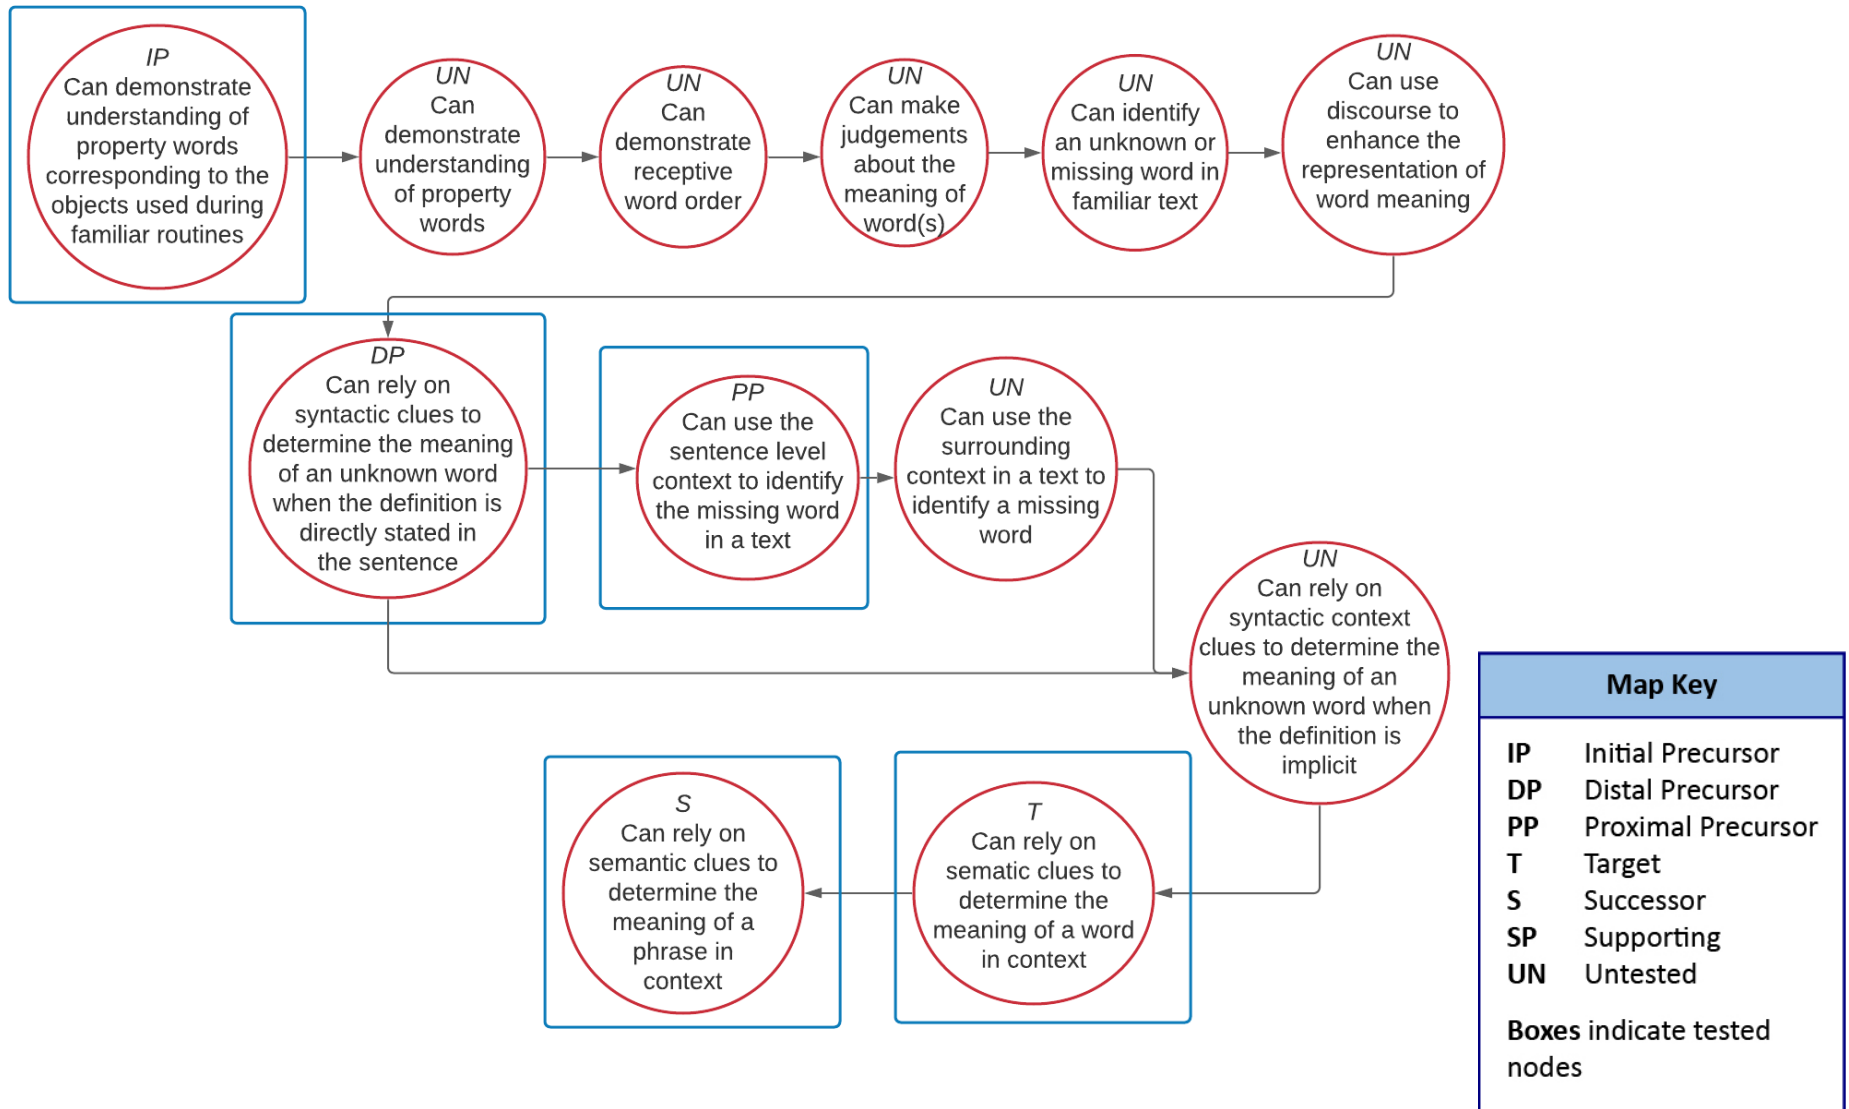 IP
Can demonstrate
understanding of
property words
corresponding to the
objects used during
familiar routines
UN
Can
demonstrate
understanding
of property
words
UN
Can
demonstrate
receptive
word order
UN
Can make
judgements
about the
meaning of
word(s)
UN
Can identify
an unknown or
missing word in
familiar text
UN
Can use
discourse to
enhance the
representation of
word meaning
DP
Can rely on
syntactic clues to
determine the meaning
of an unknown word
when the definition is
directly stated in
the sentence
PP
Can use the
sentence level
context to identify
the missing word
in a text
UN
Can use the
surrounding
context in a text to
identify a missing
word
UN
Can rely on
syntactic context
clues to determine the
meaning of an
unknown word when
the definition is
implicit
T
Can rely on
sematic clues to
determine the
meaning of a word
in context
S
Can rely on
semantic clues to
determine the
meaning of a
phrase in
context
Map Key
IP Initial Precursor
DP Distal Precursor
PP Proximal Precursor
T Target
S Successor
SP Supporting
UN Untested
Boxes indicate tested
nodes